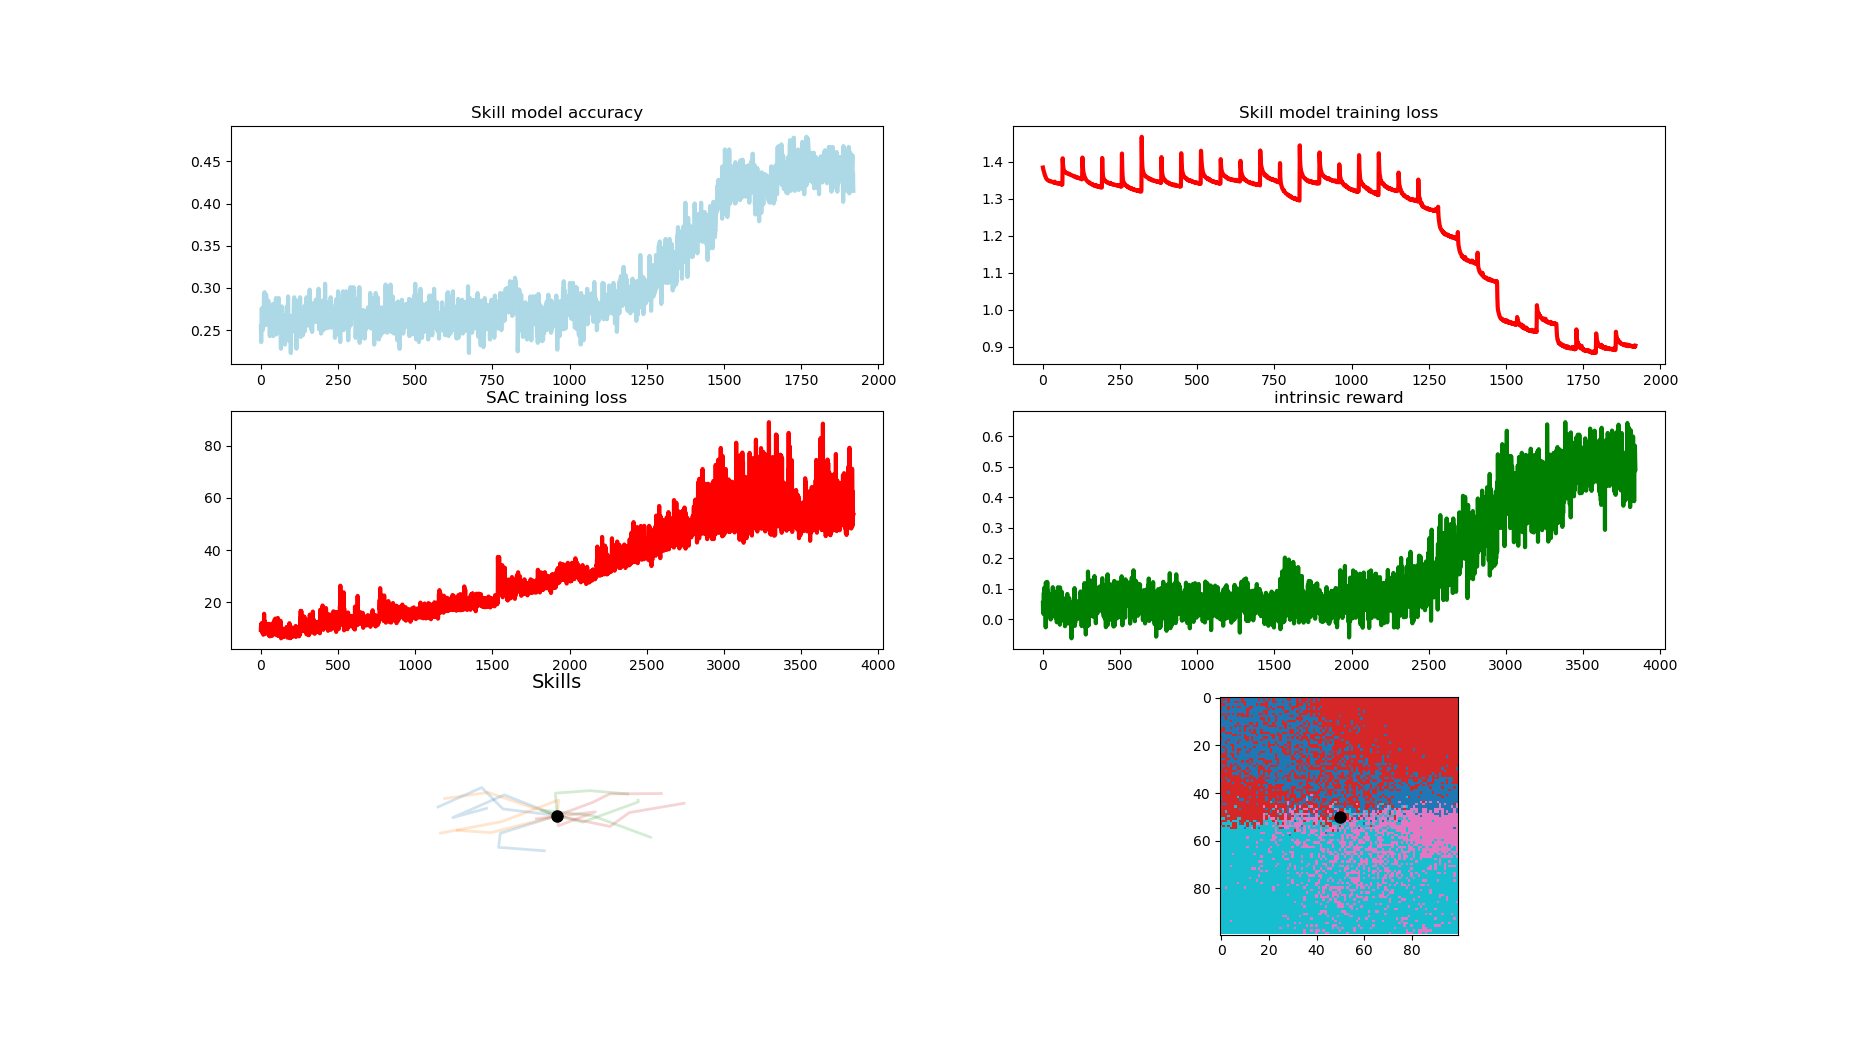 Skill model accuracy
0.45
0.40
0.35
0.30
0.25
0 250 500 750 1000 1250 1500 1750 2000
Skill model training loss
1.4
1.3
1.2
1.1
1.0
0.9
0 250 500 750 1000 1250 1500 1750 2000
SAC training loss
80
60
40
20
0 500 1000 1500 2000 2500 3000 3500 4000
intrinsic reward
0.6
0.5
0.4
0.3
0.2
0.1
0.0
0 500 1000 1500 2000 2500 3000 3500 4000
Skills
0
20
40
60
80
0 20 40 60 80